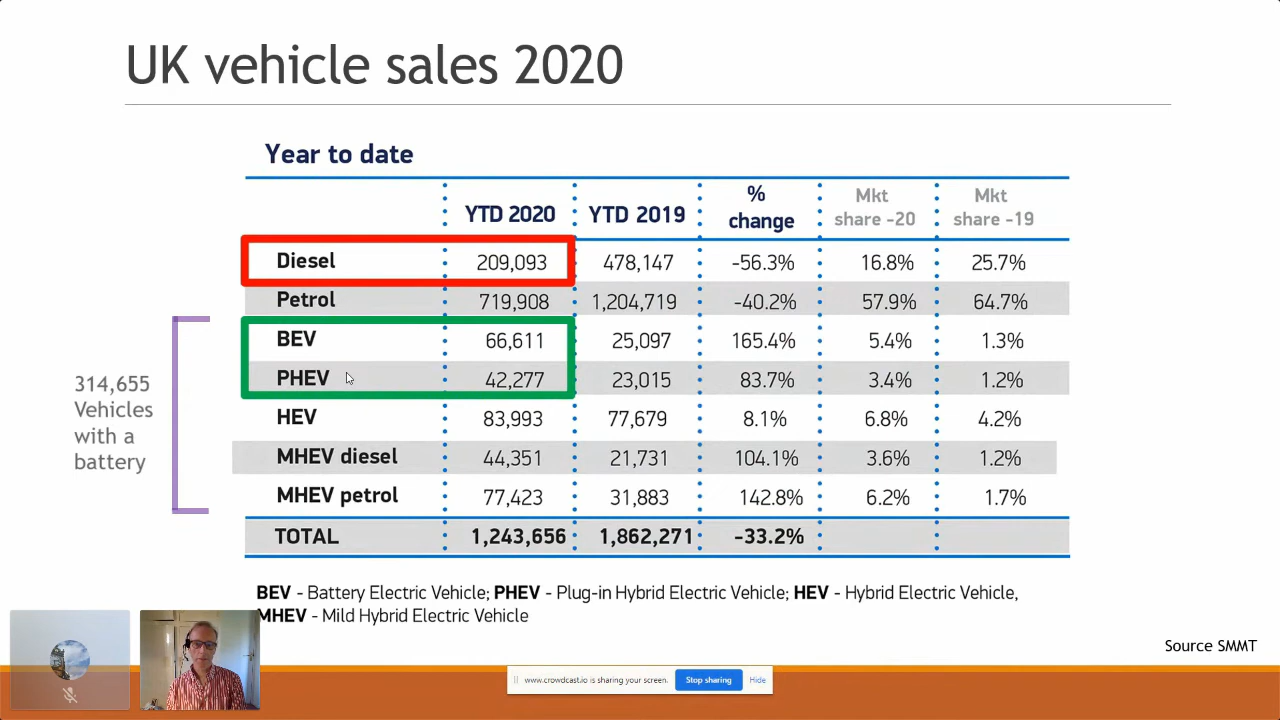 UK vehicle sales 2020
Year to date
YTD 2020 YTD 2019 % change Mkt share -20 Mkt share -19
Diesel 209,093 478,147 -56.3% 16.8% 25.7%
Petrol 719,908 1,204,719 -40.2% 57.9% 64.7%
BEV 66,611 25,097 165.4% 5.4% 1.3%
PHEV 42,277 23,015 83.7% 3.4% 1.2%
HEV 83,993 77,679 8.1% 6.8% 4.2%
MHEV diesel 44,351 21,731 104.1% 3.6% 1.2%
MHEV petrol 77,423 31,883 142.8% 6.2% 1.7%
TOTAL 1,243,656 1,862,271 -33.2%
314,655
Vehicles
with a
battery
BEV - Battery Electric Vehicle; PHEV - Plug-in Hybrid Electric Vehicle; HEV - Hybrid Electric Vehicle,
MHEV - Mild Hybrid Electric Vehicle
Source SMMT
www.crowdcast.io is sharing your screen. Stop sharing Hide